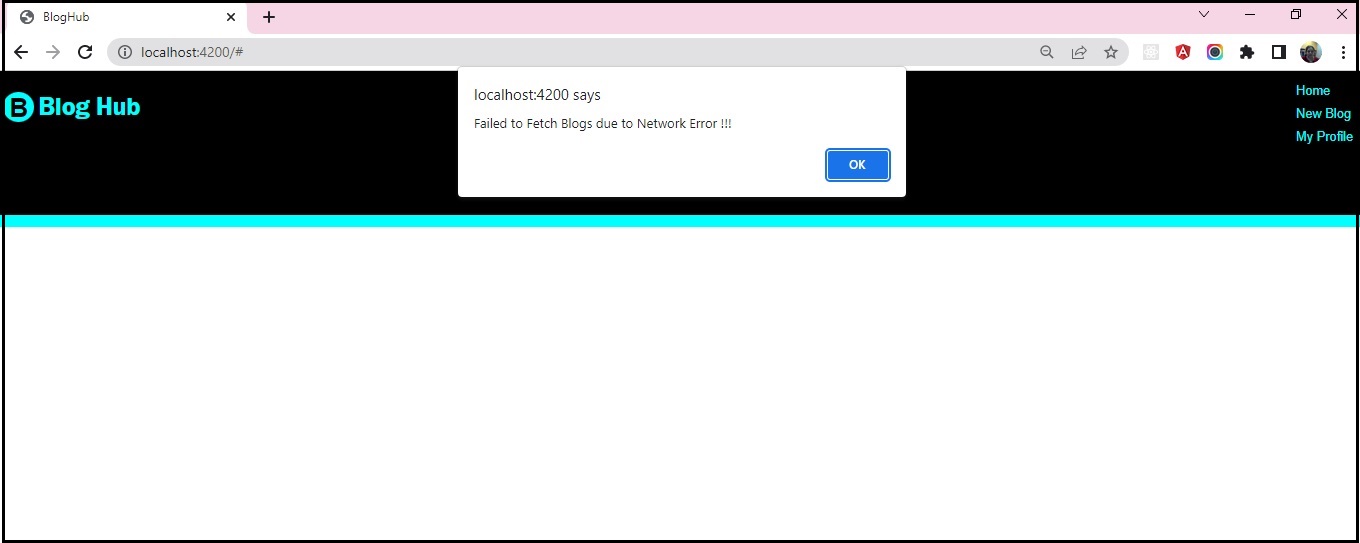 BlogHub
localhost:4200/#
localhost:4200 says
Failed to Fetch Blogs due to Network Error !!!
OK
B Blog Hub
Home
New Blog
My Profile